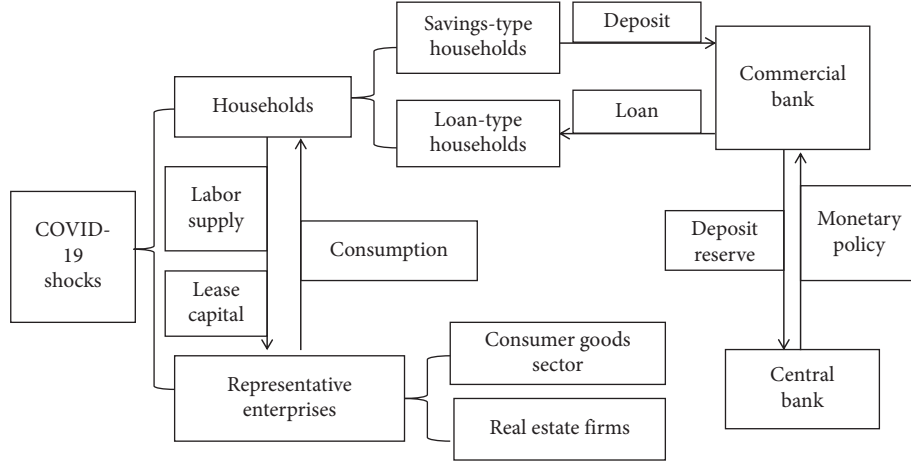 Savings-type
households
Deposit
Commercial
bank
Households
Loan-type
households
Loan
COVID-
19
shocks
Labor
supply
Lease
capital
Consumption
Deposit
reserve
Monetary
policy
Representative
enterprises
Consumer goods
sector
Real estate firms
Central
bank